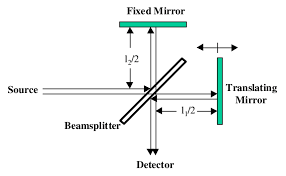 Fixed Mirror
l₂/2
Source
Translating
Mirror
Beamsplitter
l₁/2
Detector